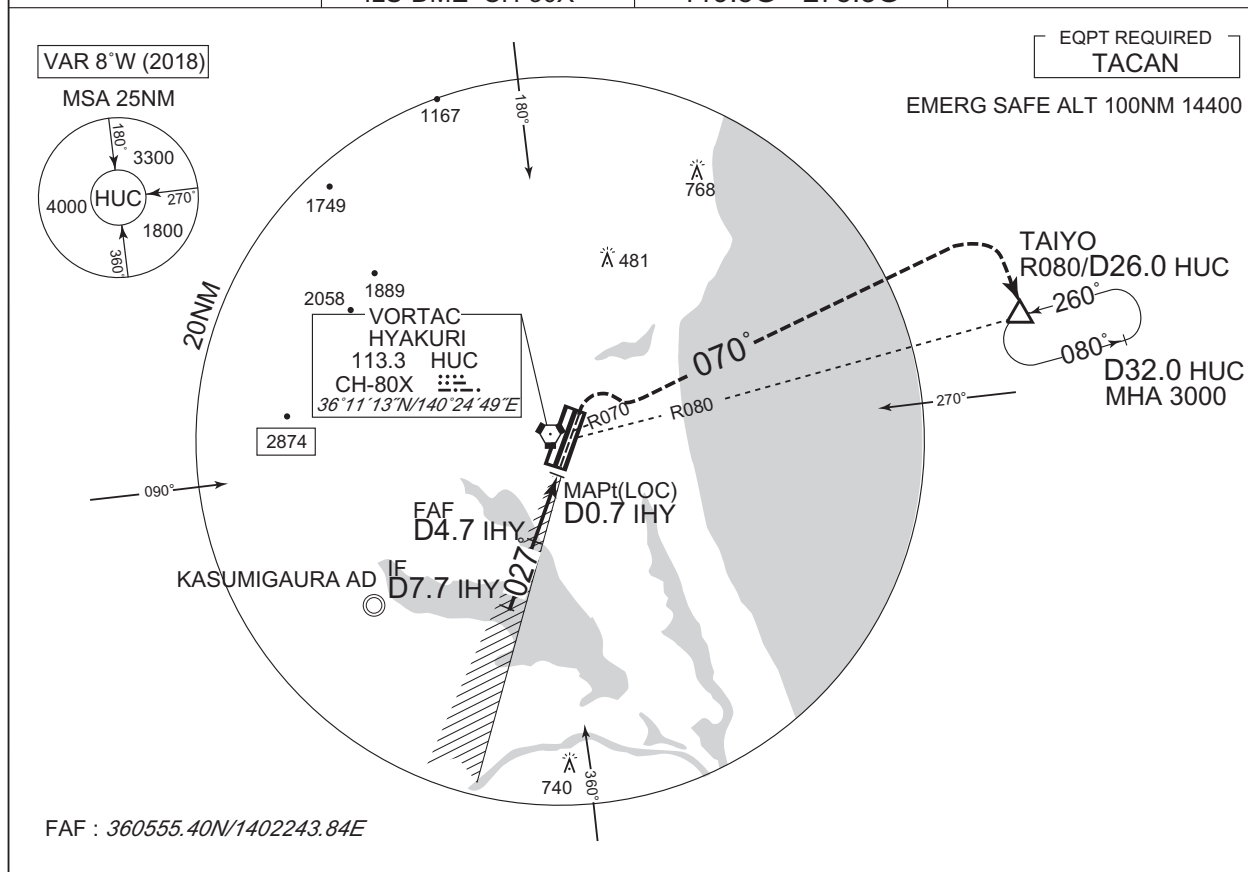 VAR 8°W (2018)
MSA 25NM
180°
3300
4000
HUC
270°
1800
360°
EQPT REQUIRED
TACAN
EMERG SAFE ALT 100NM 14400
180°
1167
768
1749
481
20NM
2058
1889
VORTAC
HYAKURI
113.3 HUC
CH-80X
36°11´13˝N/140°24´49˝E
2874
TAIYO
R080/D26.0 HUC
260°
080°
D32.0 HUC
MHA 3000
070°
R070
R080
270°
090°
MAPt(LOC)
D0.7 IHY
FAF
D4.7 IHY
027°
IF
D7.7 IHY
KASUMIGAURA AD
740
360°
FAF : 360555.40N/1402243.84E